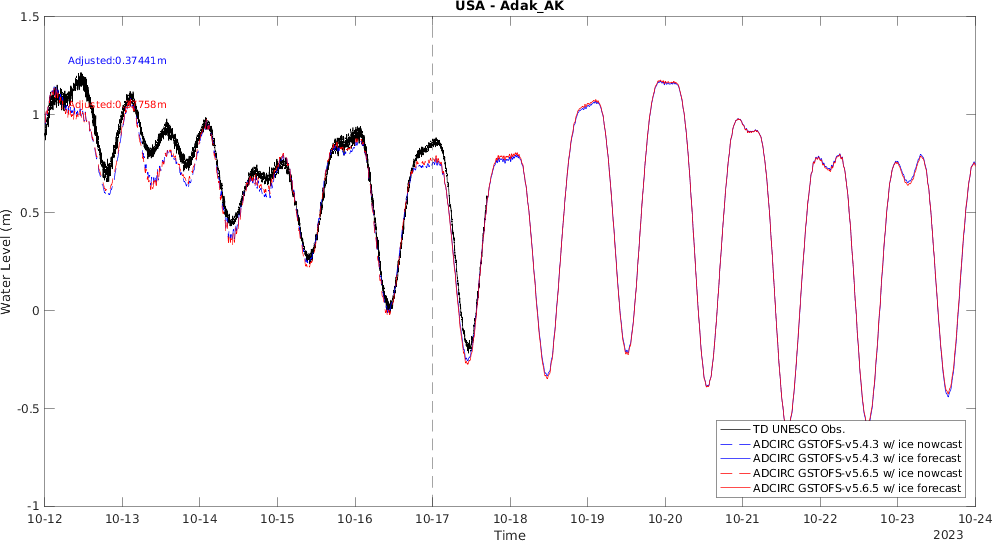 USA - Adak_AK
1.5
1
0.5
0
-0.5
-1
Water Level (m)
Adjusted:0.37441m
TD UNESCO Obs.
ADCIRC GSTOFS-v5.4.3 w/ ice nowcast
ADCIRC GSTOFS-v5.4.3 w/ ice forecast
ADCIRC GSTOFS-v5.6.5 w/ ice nowcast
ADCIRC GSTOFS-v5.6.5 w/ ice forecast
10-12 10-13 10-14 10-15 10-16 10-17 10-18 10-19 10-20 10-21 10-22 10-23 10-24
Time
2023